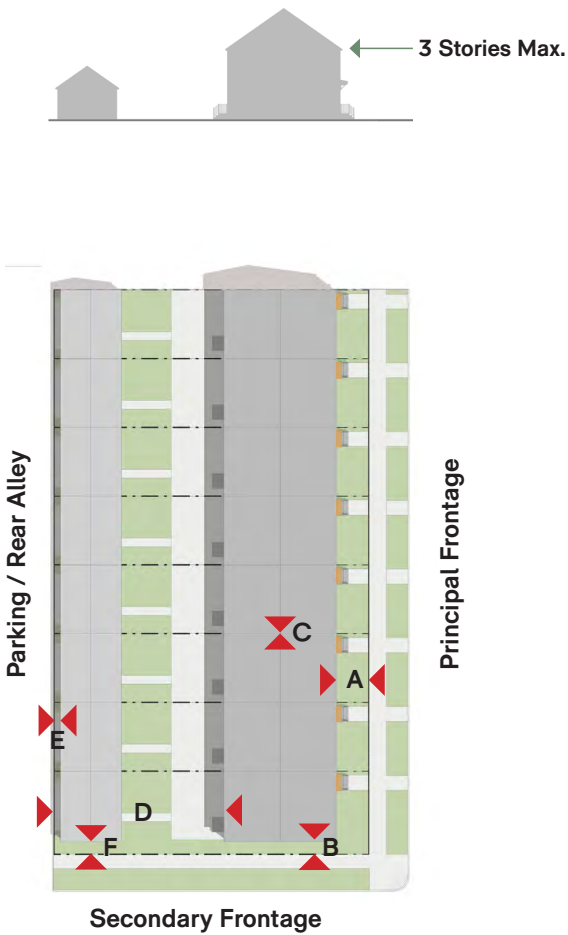 3 Stories Max.
Parking / Rear Alley
Principal Frontage
C
A
E
D
F
B
Secondary Frontage